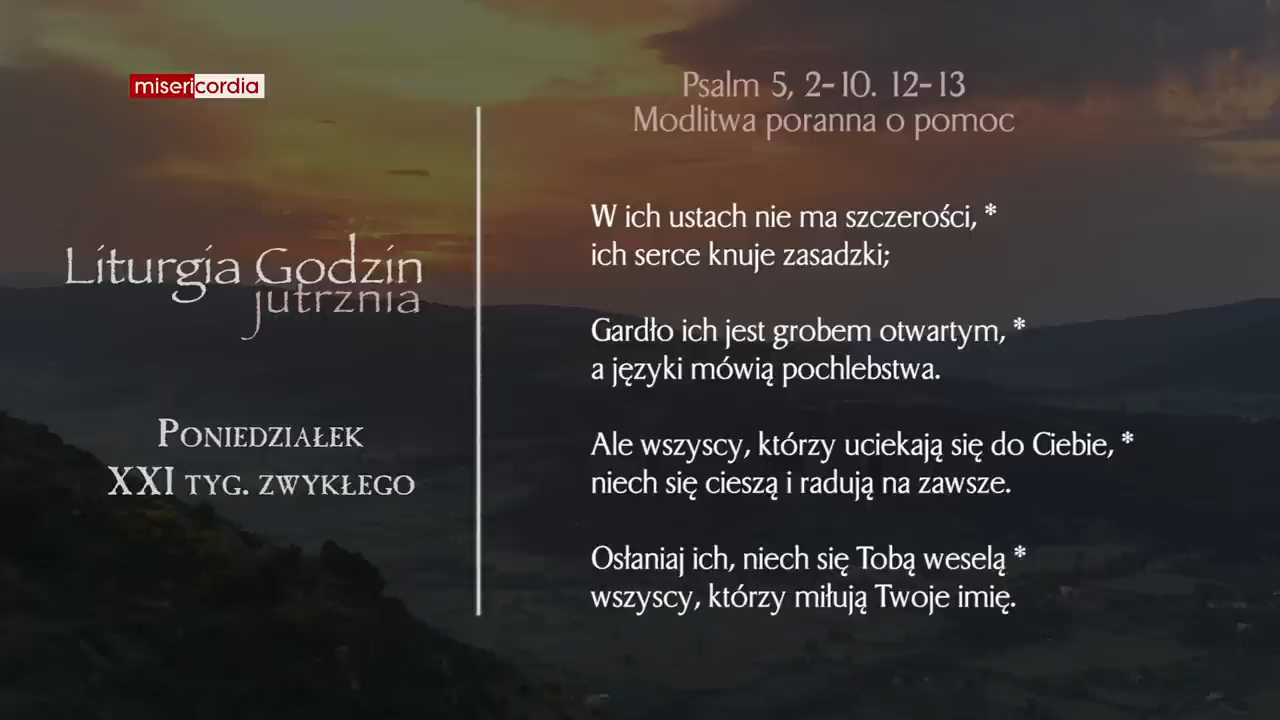 misericordia
Liturgia Godzin
jutrznia
Poniedziałek
XXI tyg. zwykłego
Psalm 5, 2-10. 12-13
Modlitwa poranna o pomoc
W ich ustach nie ma szczerości, *
ich serce knuje zasadzki;
Gardło ich jest grobem otwartym, *
a języki mówią pochlebstwa.
Ale wszyscy, którzy uciekają się do Ciebie, *
niech się cieszą i radują na zawsze.
Osłaniaj ich, niech się Tobą weselą *
wszyscy, którzy miłują Twoje imię.